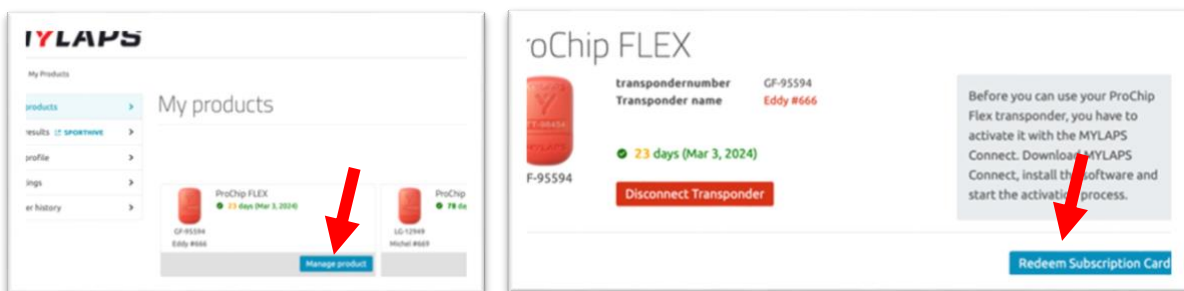 MYLAPS
My Products
products
results SPORTHIVE
profile
ings
er history
My products
ProChip FLEX
23 days (Mar 3, 2024)
GF-95594
Eddy #666
Manage product
ProChip
78 da
LG-12949
Michel #669
roChip FLEX
transpondernumber GF-95594
Transponder name Eddy #666
23 days (Mar 3, 2024)
F-95594
Disconnect Transponder
Before you can use your ProChip
Flex transponder, you have to
activate it with the MYLAPS
Connect. Download MYLAPS
Connect, install the software and
start the activation process.
Redeem Subscription Card